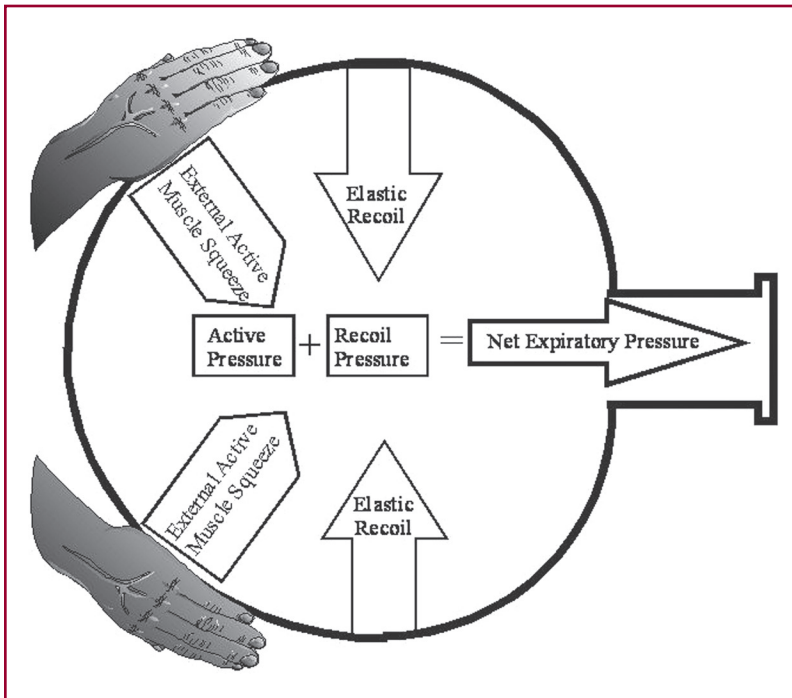 External Active
Muscle Squeeze
Elastic
Recoil
Active
Pressure
+
Recoil
Pressure
=
Net Expiratory Pressure
External Active
Muscle Squeeze
Elastic
Recoil